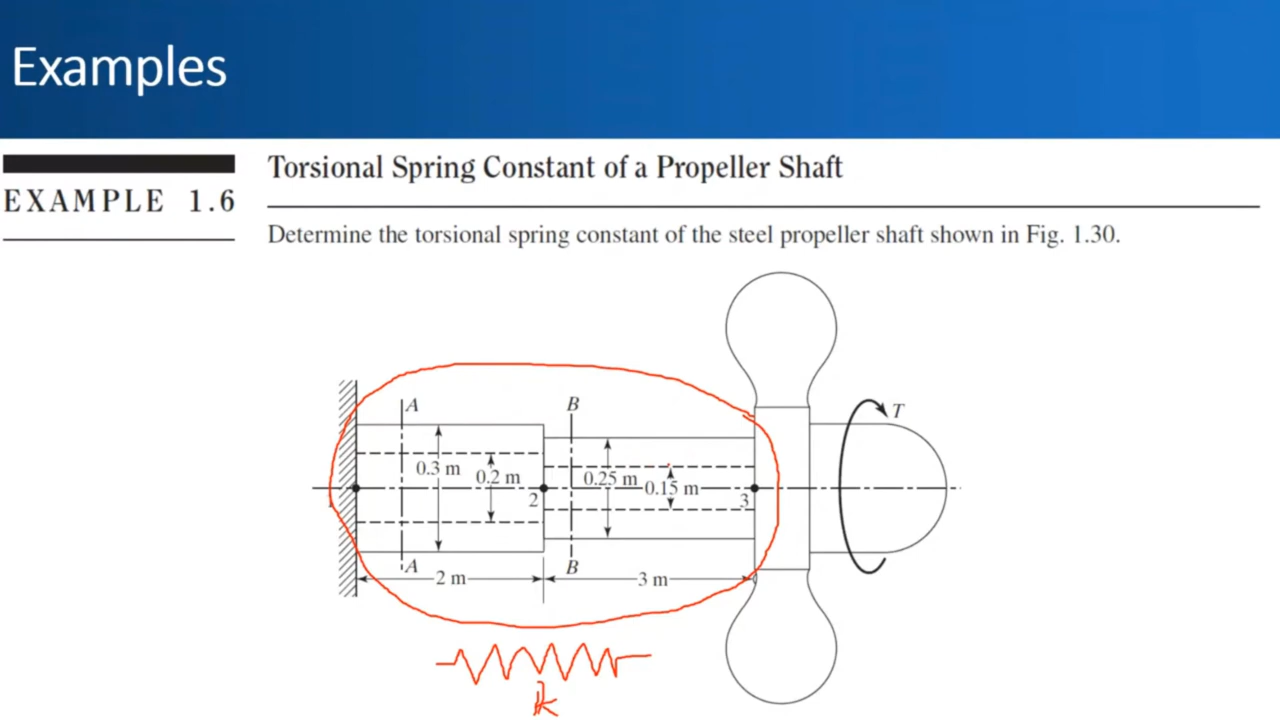 Examples
EXAMPLE 1.6
Torsional Spring Constant of a Propeller Shaft
Determine the torsional spring constant of the steel propeller shaft shown in Fig. 1.30.
A
B
T
0.3 m
0.2 m
0.25 m
0.15 m
2
3
A
B
2 m
3 m
k